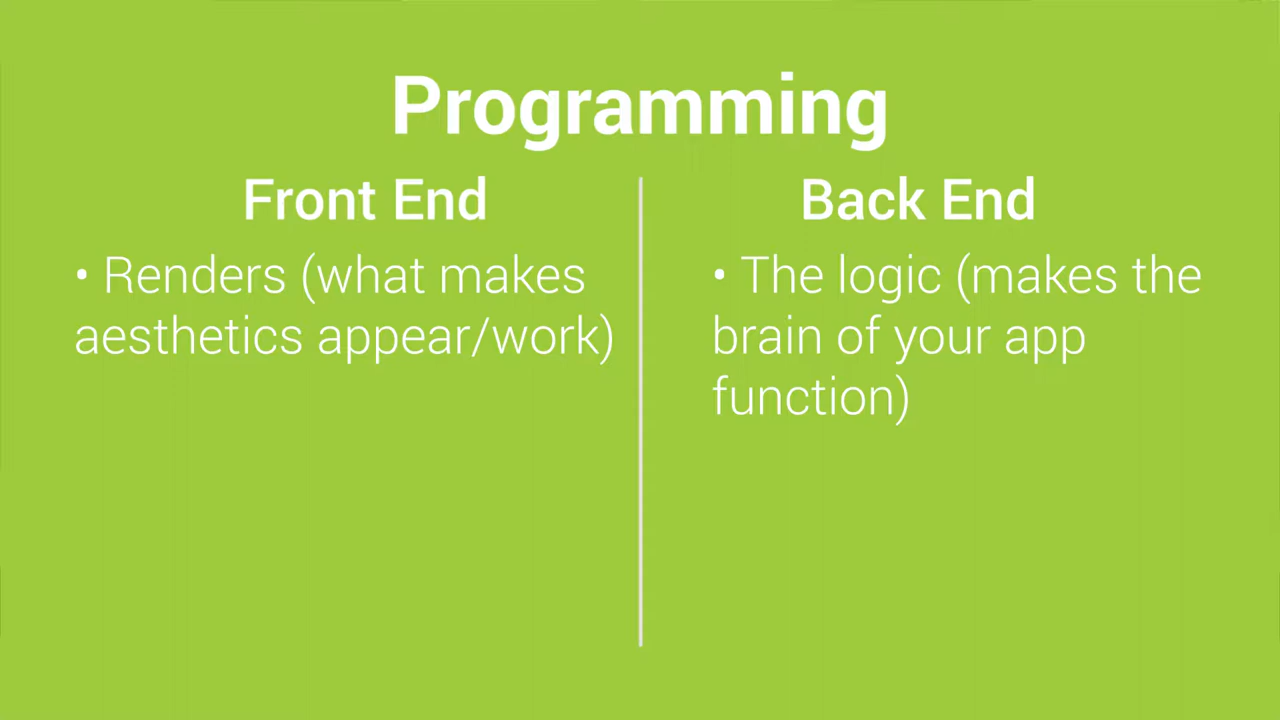 Programming
Front End
• Renders (what makes
aesthetics appear/work)
Back End
• The logic (makes the
brain of your app
function)